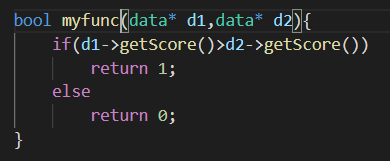 bool myfunc(data* d1,data* d2){
    if(d1->getScore()>d2->getScore())
        return 1;
    else
        return 0;
}